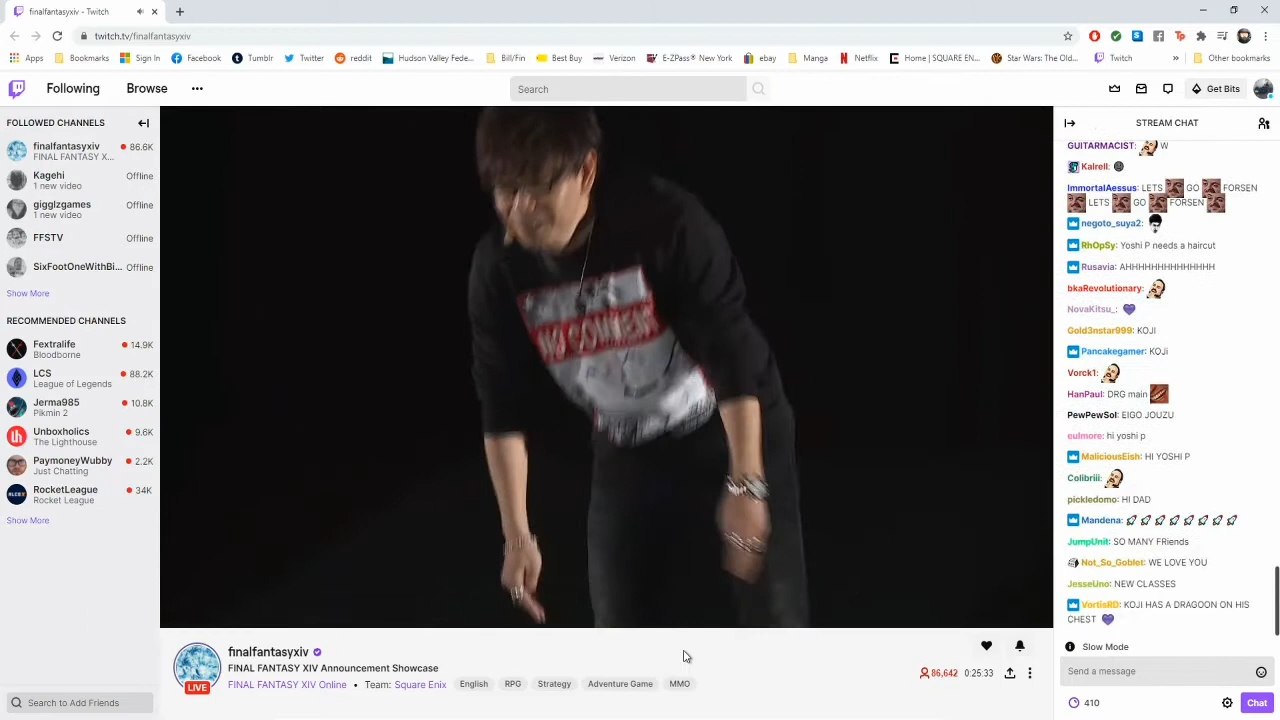 finalfantasyxiv - Twitch
twitch.tv/finalfantasyxiv
Apps
Bookmarks
Sign In
Facebook
Tumblr
Twitter
reddit
Hudson Valley Fede...
Bill/Fin
Best Buy
Verizon
E-ZPass® New York
ebay
Manga
Netflix
Home | SQUARE EN...
Star Wars: The Old...
Twitch
»
Other bookmarks
Following
Browse
Search
Get Bits
FOLLOWED CHANNELS
finalfantasyxiv
86.6K
FINAL FANTASY X...
Kagehi
Offline
1 new video
gigglzgames
Offline
1 new video
FFSTV
Offline
SixFootOneWithBi...
Offline
Show More
RECOMMENDED CHANNELS
Fextralife
14.9K
Bloodborne
LCS
88.2K
League of Legends
Jerma985
10.8K
Pikmin 2
Unboxholics
9.6K
The Lighthouse
PaymoneyWubby
2.2K
Just Chatting
RocketLeague
34K
Rocket League
Show More
Search to Add Friends
finalfantasyxiv
LIVE
FINAL FANTASY XIV Announcement Showcase
FINAL FANTASY XIV Online • Team: Square Enix
English
RPG
Strategy
Adventure Game
MMO
86,642
0:25:33
STREAM CHAT
GUITARMACIST: W
Kalrell:
ImmortalAessus: LETS GO FORSEN
LETS GO FORSEN
negoto_suya2:
RhOpSy: Yoshi P needs a haircut
Rusavia: AHHHHHHHHHHHHH
bkaRevolutionary:
NovaKitsu_:
Gold3nstar999: KOJI
Pancakegamer: KOJi
Vorck1:
HanPaul: DRG main
PewPewSol: EIGO JOUZU
eulmore: hi yoshi p
MaliciousEish: HI YOSHI P
Colibriii:
pickledomo: HI DAD
Mandena:
JumpUnit: SO MANY FRiends
Not_So_Goblet: WE LOVE YOU
JesseUno: NEW CLASSES
VortisRD: KOJI HAS A DRAGOON ON HIS
CHEST
Slow Mode
Send a message
410
Chat